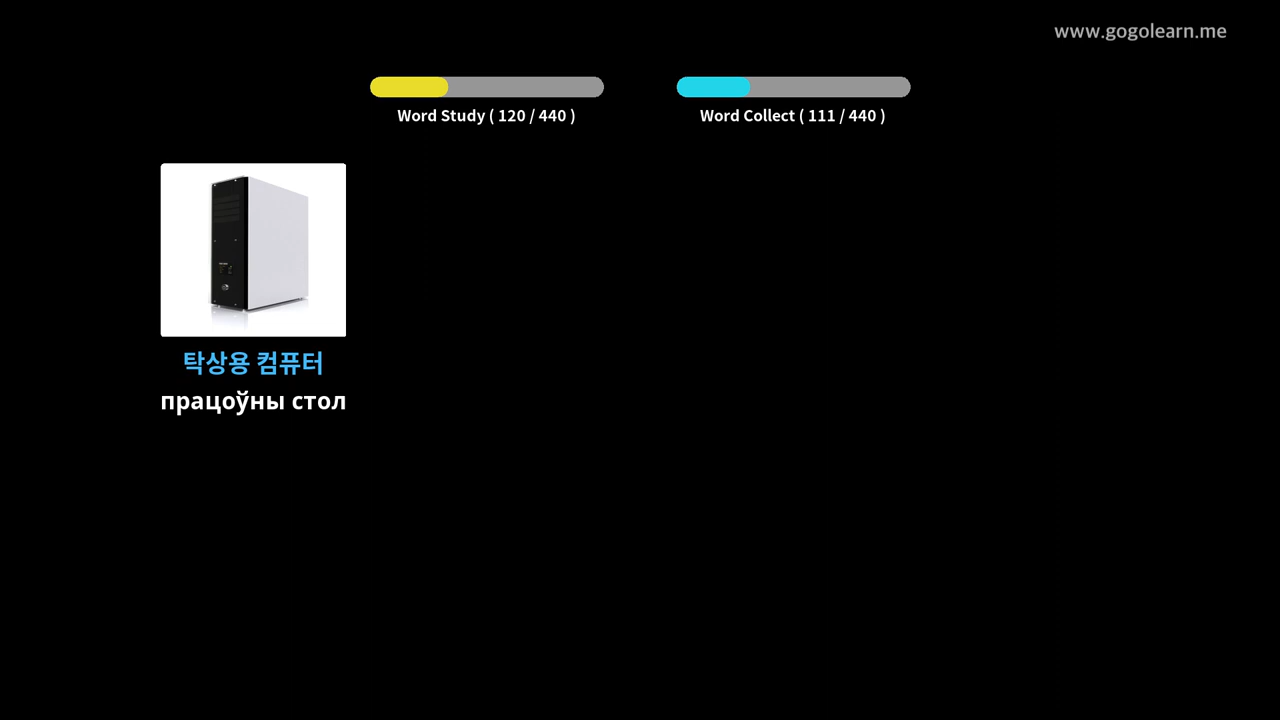 www.gogolearn.me
Word Study ( 120 / 440 )
Word Collect ( 111 / 440 )
탁상용 컴퓨터
працоўны стол